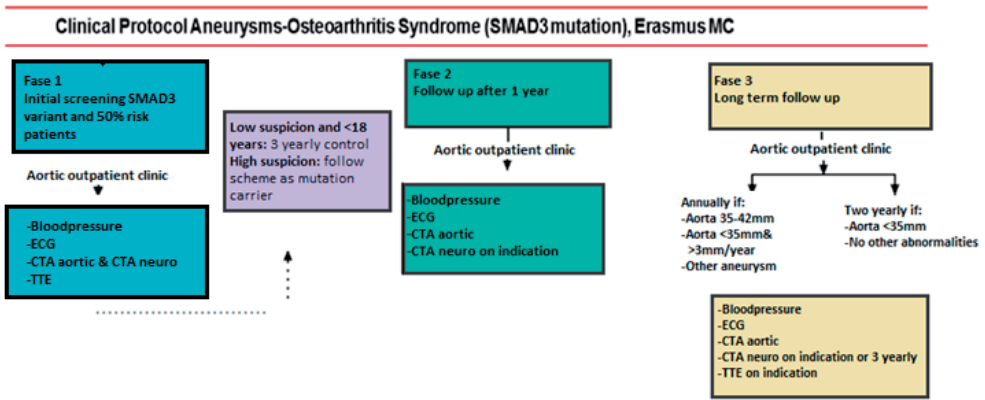 Clinical Protocol Aneurysms-Osteoarthritis Syndrome (SMAD3 mutation), Erasmus MC
Fase 1
Initial screening SMAD3
variant and 50% risk
patients
Aortic outpatient clinic
-Bloodpressure
-ECG
-CTA aortic & CTA neuro
-TTE
Low suspicion and <18
years: 3 yearly control
High suspicion: follow
scheme as mutation
carrier
Fase 2
Follow up after 1 year
Aortic outpatient clinic
-Bloodpressure
-ECG
-CTA aortic
-CTA neuro on indication
Fase 3
Long term follow up
Aortic outpatient clinic
Annually if:
-Aorta 35-42mm
-Aorta <35mm&
>3mm/year
-Other aneurysm
Two yearly if:
-Aorta <35mm
-No other abnormalities
-Bloodpressure
-ECG
-CTA aortic
-CTA neuro on indication or 3 yearly
-TTE on indication